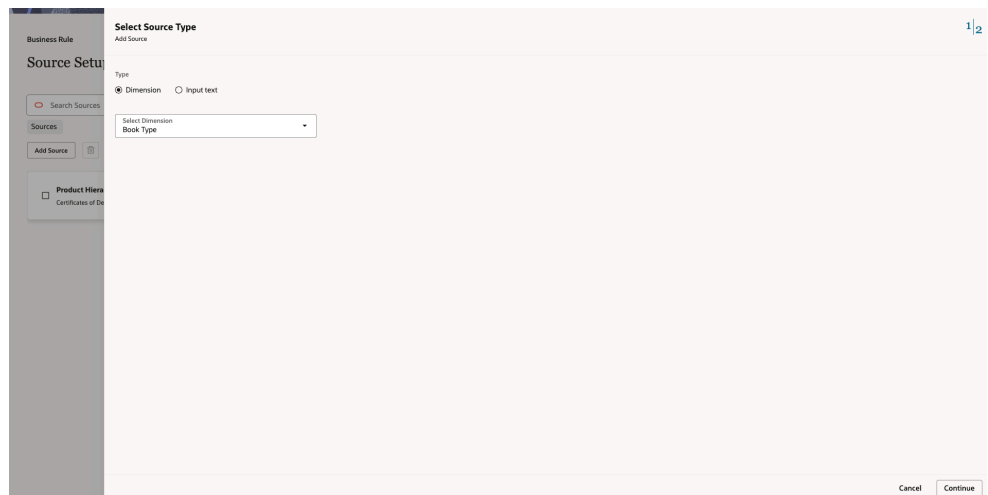 Business Rule
Source Setu
Search Sources
Sources
Add Source
Product Hiera
Certificates of De
Select Source Type
Add Source
1|2
Type
Dimension
Input text
Select Dimension
Book Type
Cancel
Continue